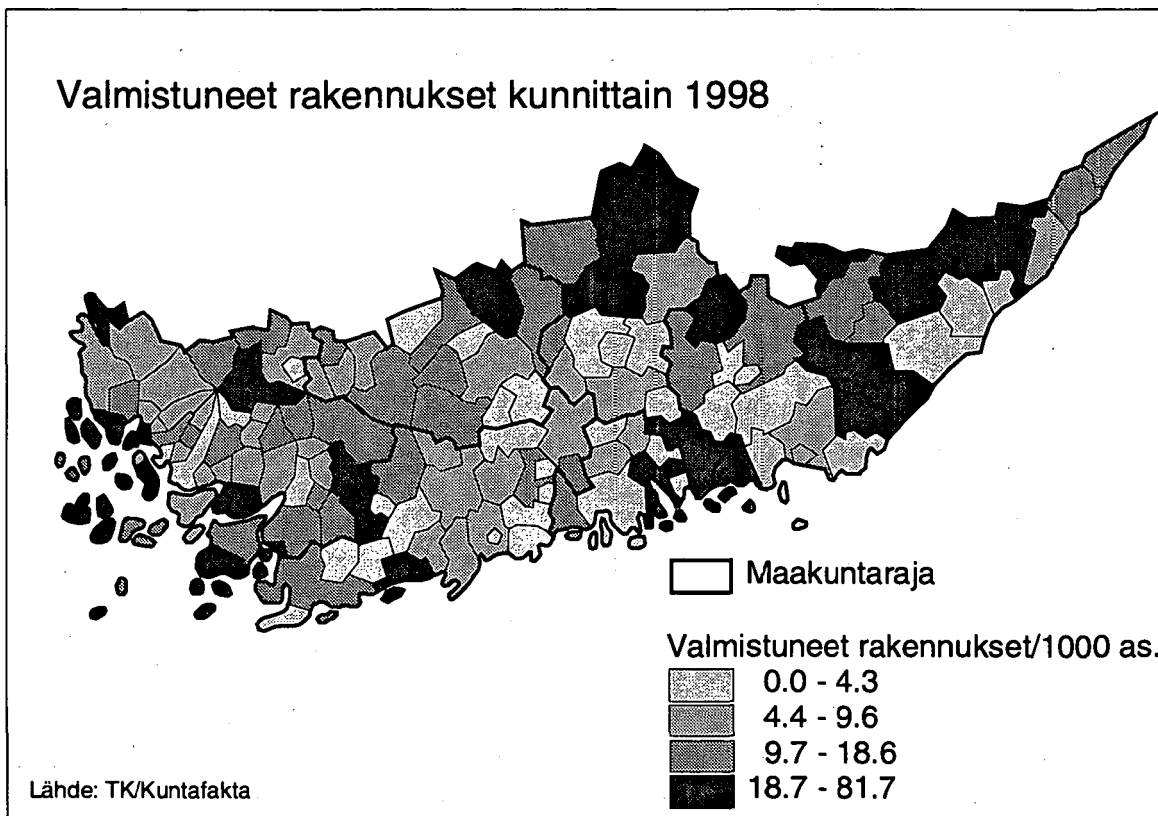 Valmistuneet rakennukset kunnittain 1998
Maakuntaraja
Valmistuneet rakennukset/1000 as.
0.0 - 4.3
4.4 - 9.6
9.7 - 18.6
18.7 - 81.7
Lähde: TK/Kuntafakta